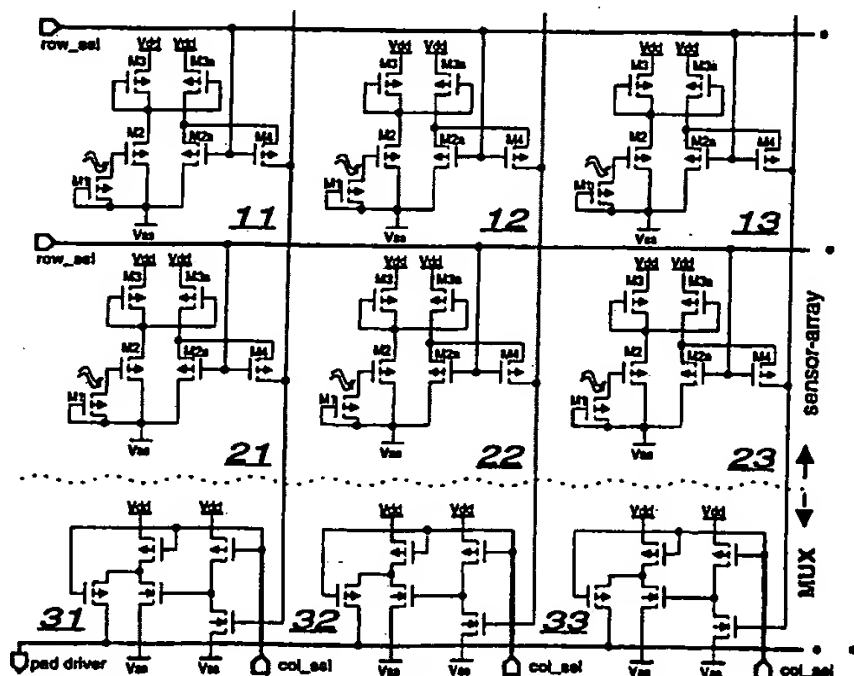 Vdd Vdd Vdd Vdd Vdd Vdd
row_sel
M3 M3a M3 M3a M3 M3a
M2 M2a M4 M2 M2a M4 M2 M2a M4
M1 M1 M1
11 12 13
Vss Vss Vss
row_sel
Vdd Vdd Vdd Vdd Vdd Vdd
M3 M3a M3 M3a M3 M3a
M2 M2a M4 M2 M2a M4 M2 M2a M4
M1 M1 M1
21 22 23
Vss Vss Vss
sensor-array
MUX
Vdd Vdd Vdd Vdd Vdd Vdd
31 32 33
pad driver Vss Vss col_sel Vss Vss col_sel Vss Vss col_sel